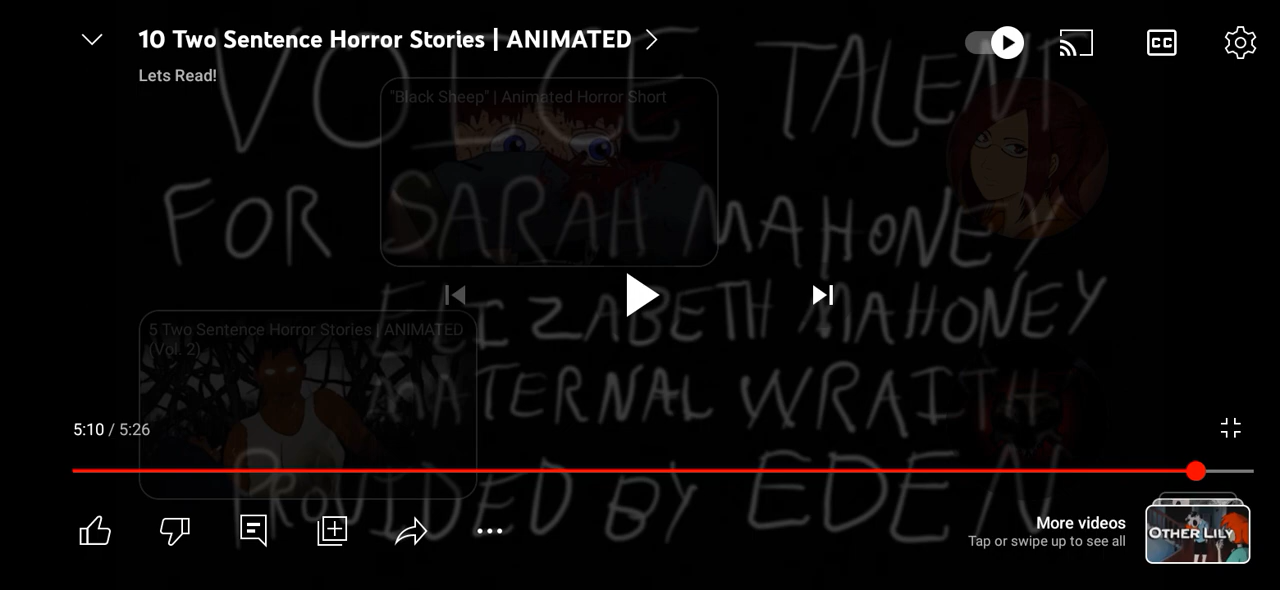 10 Two Sentence Horror Stories | ANIMATED
Lets Read!
CC
"Black Sheep" | Animated Horror Short
VOICE TALENT
FOR SARAH MAHONEY
ELIZABETH MAHONEY
5 Two Sentence Horror Stories | ANIMATED
(Vol. 2)
MATERNAL WRAITH
5:10 / 5:26
PROVIDED BY EDEN
More videos
Tap or swipe up to see all
OTHER LILY